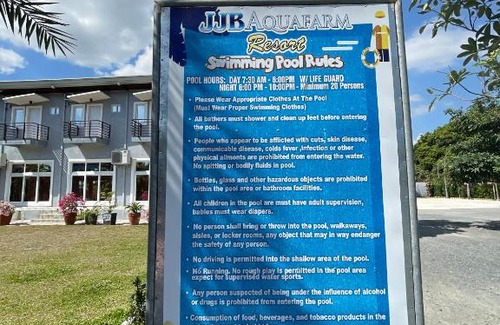 JJB AQUAFARM
Resort
Swimming Pool Rules
POOL HOURS: DAY 7:30 AM - 5:00PM W/ LIFE GUARD
NIGHT 6:00 PM - 10:00PM - Minimum 20 Persons
• Please Wear Appropriate Clothes At The Pool
(Must Wear Proper Swimming Clothes)
• All bathers must shower and clean up feet before entering
the pool.
• People who appear to be afflicted with cuts, skin disease,
communicable disease, colds fever ,Infection or other
physical ailments are prohibited from entering the water.
No spitting or bodily fluids in pool.
• Bottles, glass and other hazardous objects are prohibited
within the pool area or bathroom facilities.
• All children in the pool are must have adult supervision,
babies must wear diapers.
• No person shall bring or throw into the pool, walkways,
aisles, or locker rooms, any object that may in way endanger
the safety of any person.
• No driving is permitted into the shallow area of the pool.
• No Running. No rough play is permitted in the pool area
expect for supervised water sports.
• Any person suspected of being under the influence of alcohol
or drugs is prohibited from entering the pool.
• Consumption of food, beverages, and tobacco products in the